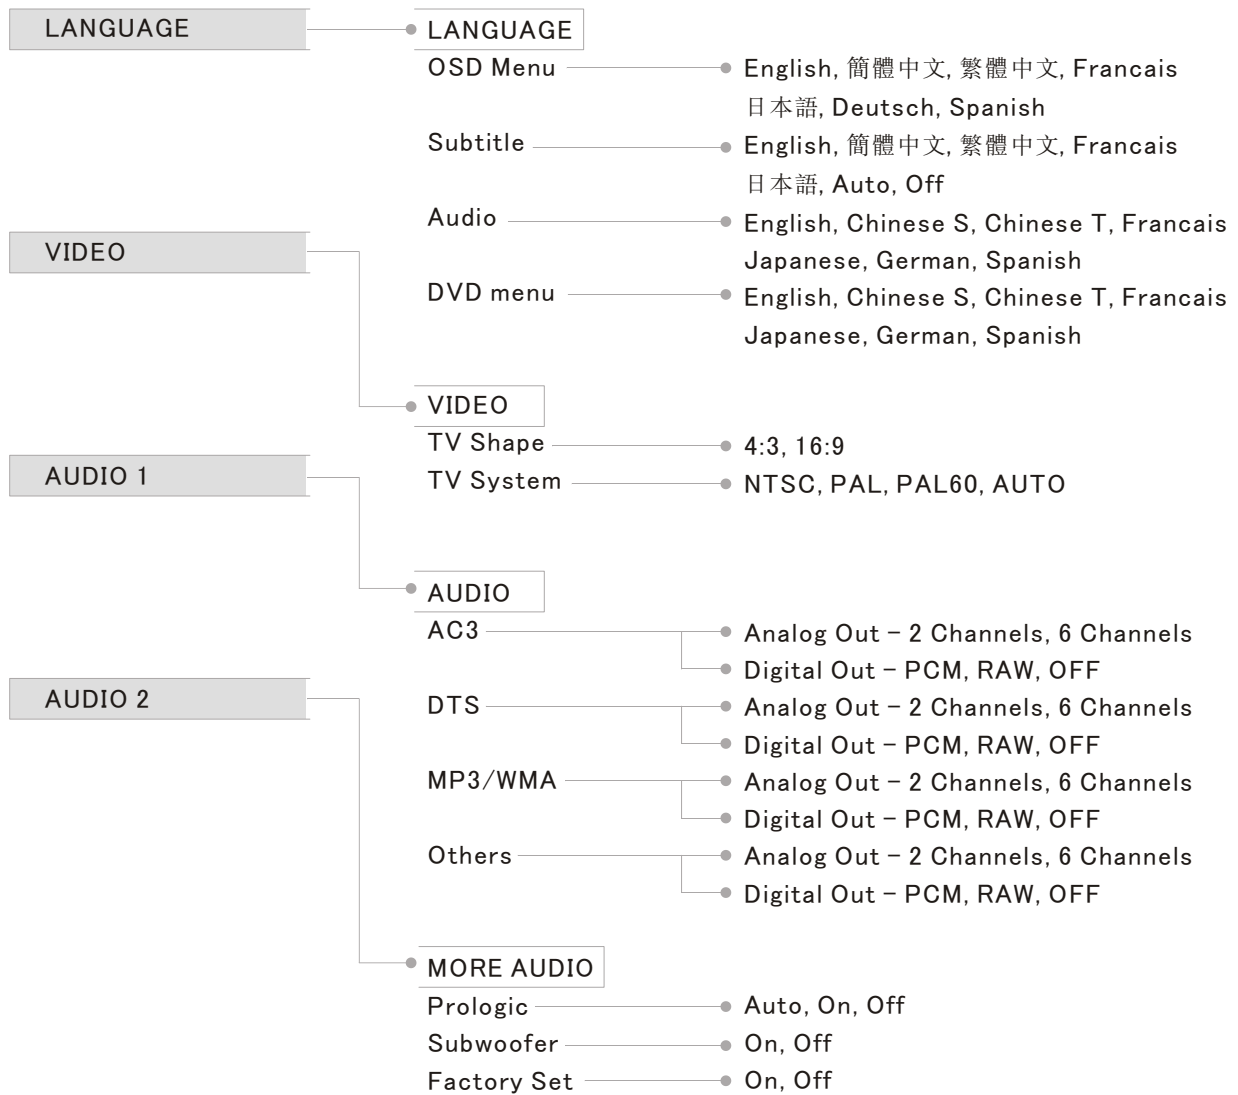 LANGUAGE
LANGUAGE
OSD Menu
English, 簡體中文, 繁體中文, Francais
日本語, Deutsch, Spanish
Subtitle
English, 簡體中文, 繁體中文, Francais
日本語, Auto, Off
Audio
English, Chinese S, Chinese T, Francais
Japanese, German, Spanish
DVD menu
English, Chinese S, Chinese T, Francais
Japanese, German, Spanish
VIDEO
VIDEO
TV Shape
4:3, 16:9
TV System
NTSC, PAL, PAL60, AUTO
AUDIO 1
AUDIO
AC3
Analog Out – 2 Channels, 6 Channels
Digital Out – PCM, RAW, OFF
DTS
Analog Out – 2 Channels, 6 Channels
Digital Out – PCM, RAW, OFF
MP3/WMA
Analog Out – 2 Channels, 6 Channels
Digital Out – PCM, RAW, OFF
Others
Analog Out – 2 Channels, 6 Channels
Digital Out – PCM, RAW, OFF
AUDIO 2
MORE AUDIO
Prologic
Auto, On, Off
Subwoofer
On, Off
Factory Set
On, Off